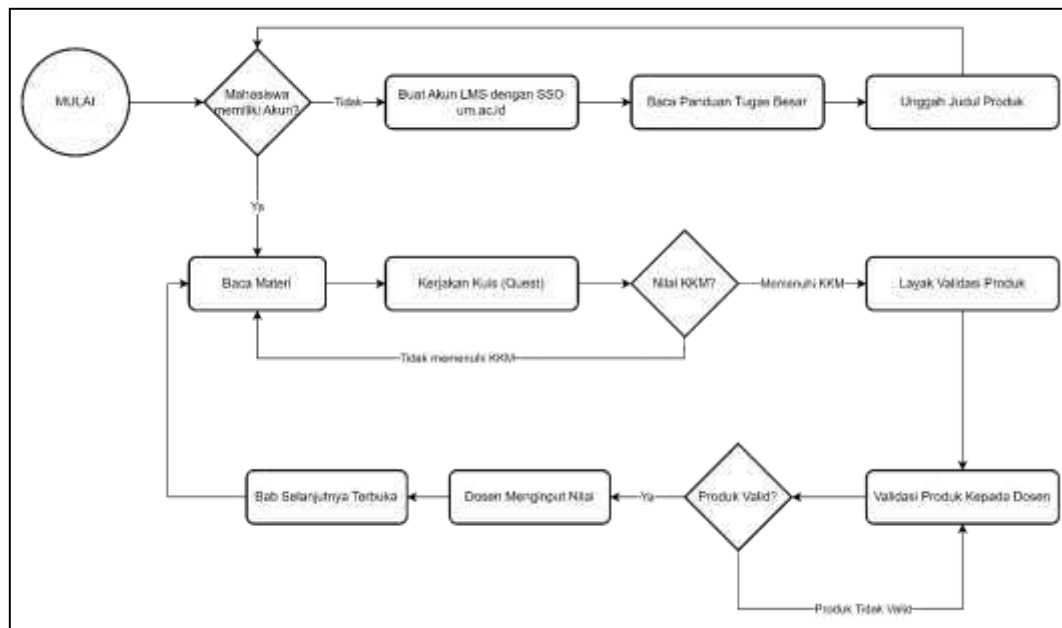 MULAI
Mahasiswa
memiliki Akun?
Tidak
Buat Akun LMS dengan SSO
um.ac.id
Baca Panduan Tugas Besar
Unggah Judul Produk
Ya
Baca Materi
Kerjakan Kuis (Quest)
Nilai KKM?
Memenuhi KKM
Layak Validasi Produk
Tidak memenuhi KKM
Bab Selanjutnya Terbuka
Dosen Menginput Nilai
Ya
Produk Valid?
Validasi Produk Kepada Dosen
Produk Tidak Valid